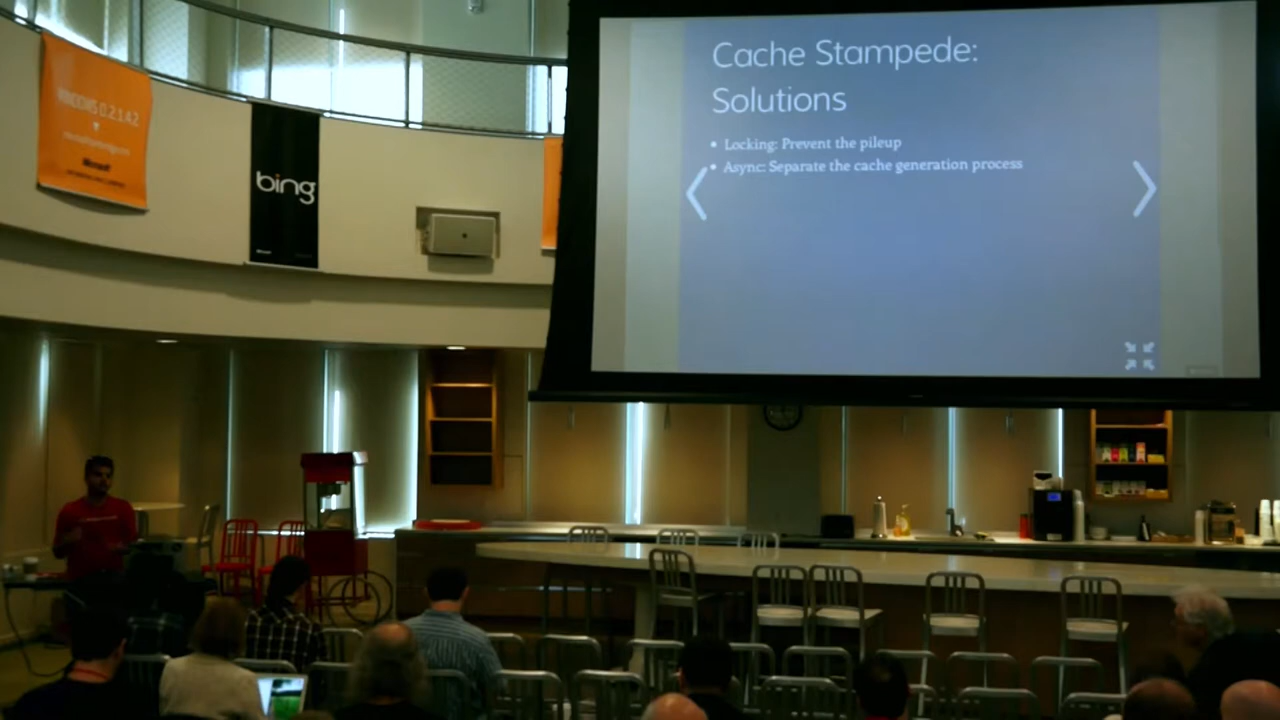 Cache Stampede:
Solutions
• Locking: Prevent the pileup
• Async: Separate the cache generation process
bing
Microsoft